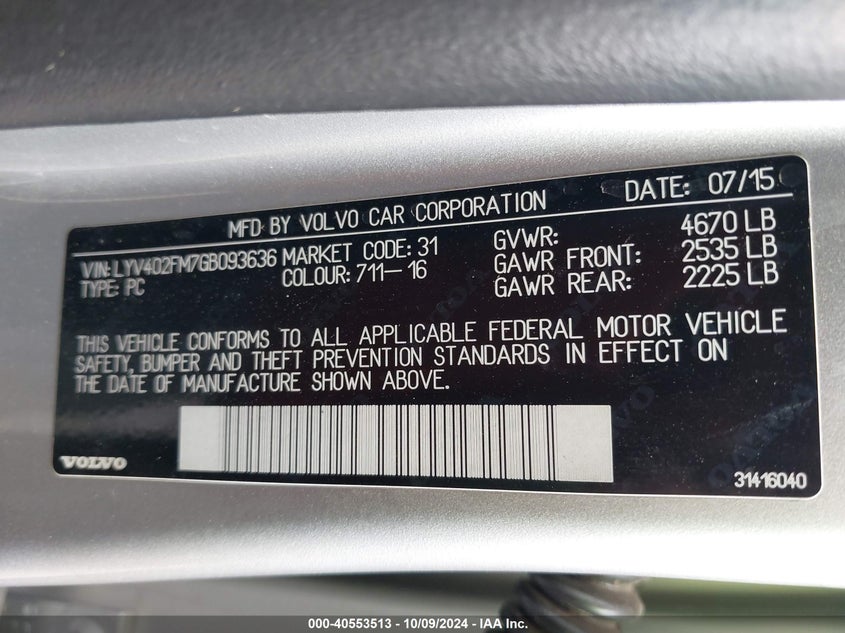 MFD BY VOLVO CAR CORPORATION DATE: 07/15
VIN: LYV402FM7GB093636 MARKET CODE: 31 GVWR: 4670 LB
TYPE: PC COLOUR: 711-16 GAWR FRONT: 2535 LB
GAWR REAR: 2225 LB
THIS VEHICLE CONFORMS TO ALL APPLICABLE FEDERAL MOTOR VEHICLE
SAFETY, BUMPER AND THEFT PREVENTION STANDARDS IN EFFECT ON
THE DATE OF MANUFACTURE SHOWN ABOVE.
VOLVO
31416040
000-40553513 - 10/09/2024 - IAA Inc.